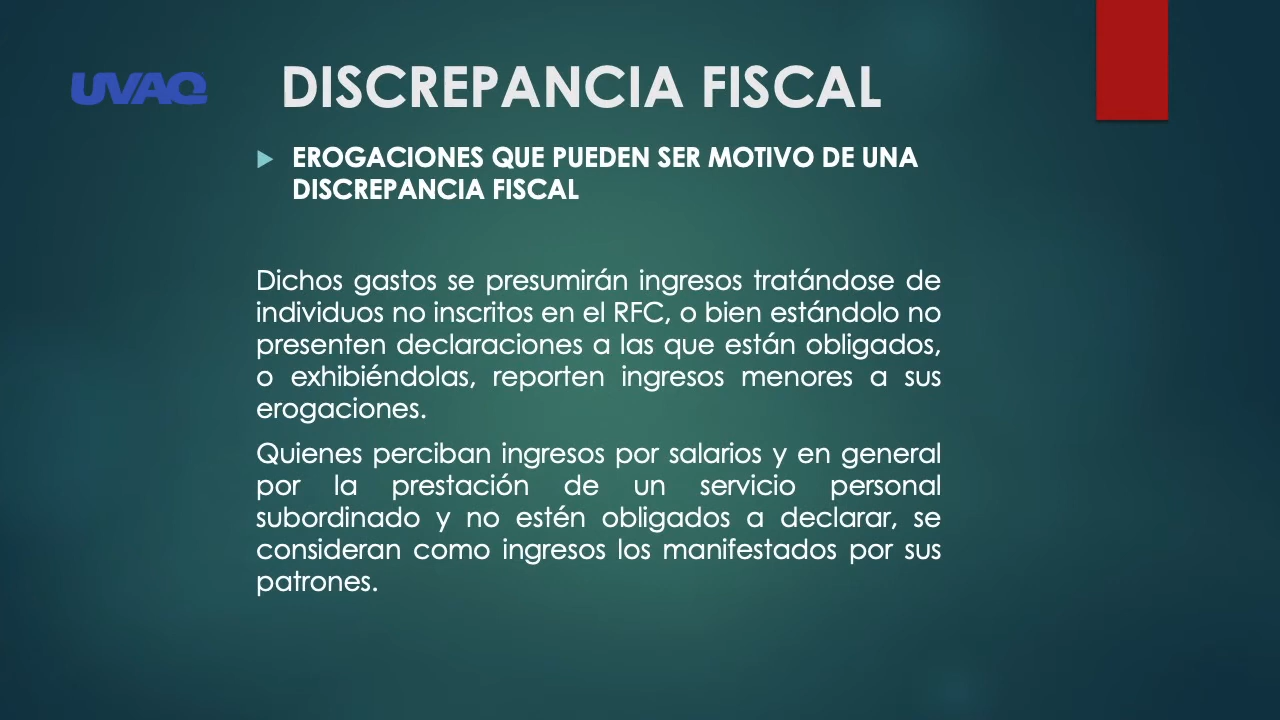 UVAQ
DISCREPANCIA FISCAL
EROGACIONES QUE PUEDEN SER MOTIVO DE UNA
DISCREPANCIA FISCAL
Dichos gastos se presumirán ingresos tratándose de
individuos no inscritos en el RFC, o bien estándolo no
presenten declaraciones a las que están obligados,
o exhibiéndolas, reporten ingresos menores a sus
erogaciones.
Quienes perciban ingresos por salarios y en general
por la prestación de un servicio personal
subordinado y no estén obligados a declarar, se
consideran como ingresos los manifestados por sus
patrones.